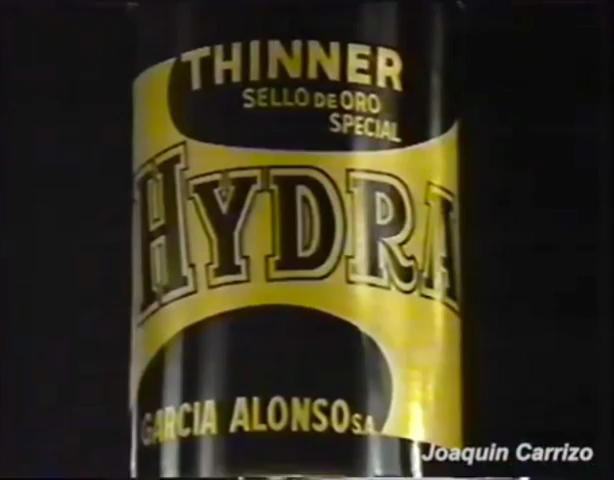 THINNER
SELLO DE ORO
SPECIAL
HYDRA
GARCIA ALONSO S.A.
Joaquin Carrizo